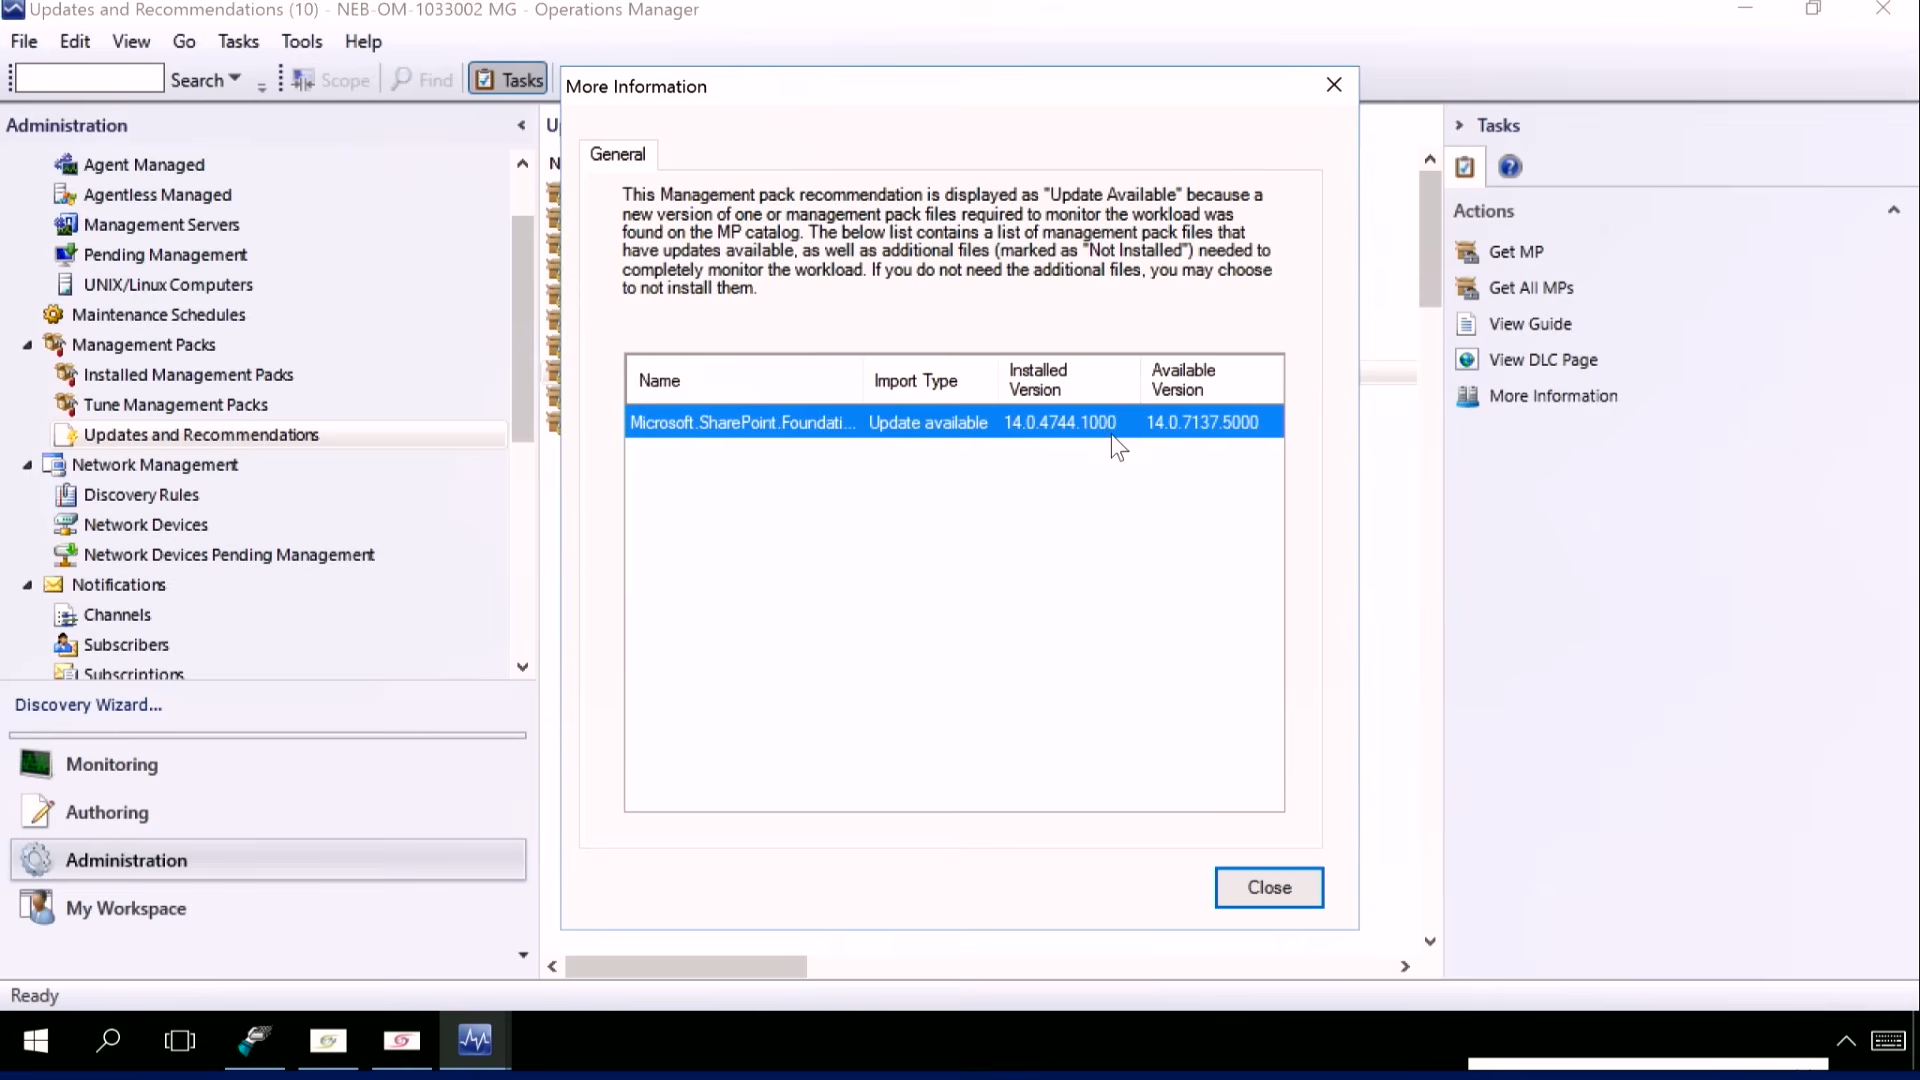 Updates and Recommendations (10) - NEB-OM-1033002 MG - Operations Manager
File Edit View Go Tasks Tools Help
Search Scope Find Tasks
More Information
Administration
Agent Managed
Agentless Managed
Management Servers
Pending Management
UNIX/Linux Computers
Maintenance Schedules
Management Packs
Installed Management Packs
Tune Management Packs
Updates and Recommendations
Network Management
Discovery Rules
Network Devices
Network Devices Pending Management
Notifications
Channels
Subscribers
Subscriptions
Discovery Wizard...
Monitoring
Authoring
Administration
My Workspace
General
This Management pack recommendation is displayed as "Update Available" because a
new version of one or management pack files required to monitor the workload was
found on the MP catalog. The below list contains a list of management pack files that
have updates available, as well as additional files (marked as "Not Installed") needed to
completely monitor the workload. If you do not need the additional files, you may choose
to not install them.
Name Import Type Installed Version Available Version
Microsoft.SharePoint.Foundati... Update available 14.0.4744.1000 14.0.7137.5000
Close
Tasks
Actions
Get MP
Get All MPs
View Guide
View DLC Page
More Information
Ready